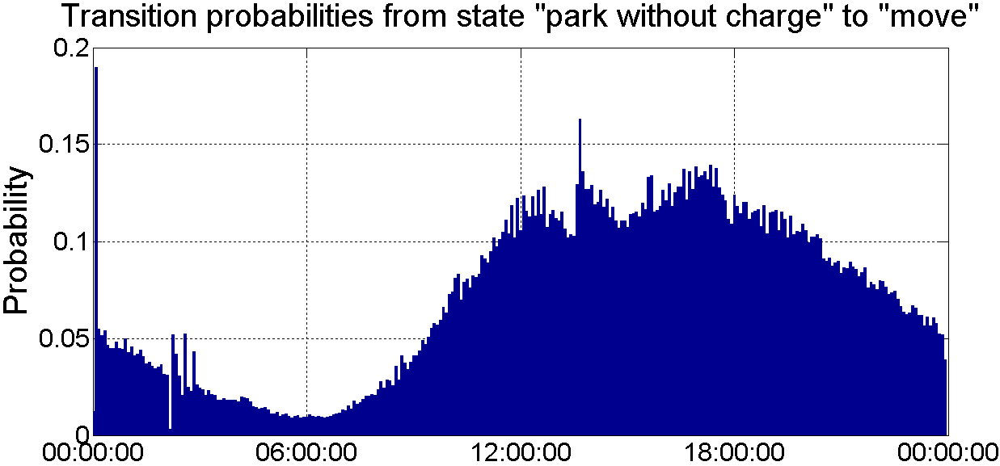 Transition probabilities from state "park without charge" to "move"
0.2
0.15
0.1
0.05
0
Probability
00:00:00 06:00:00 12:00:00 18:00:00 00:00:00